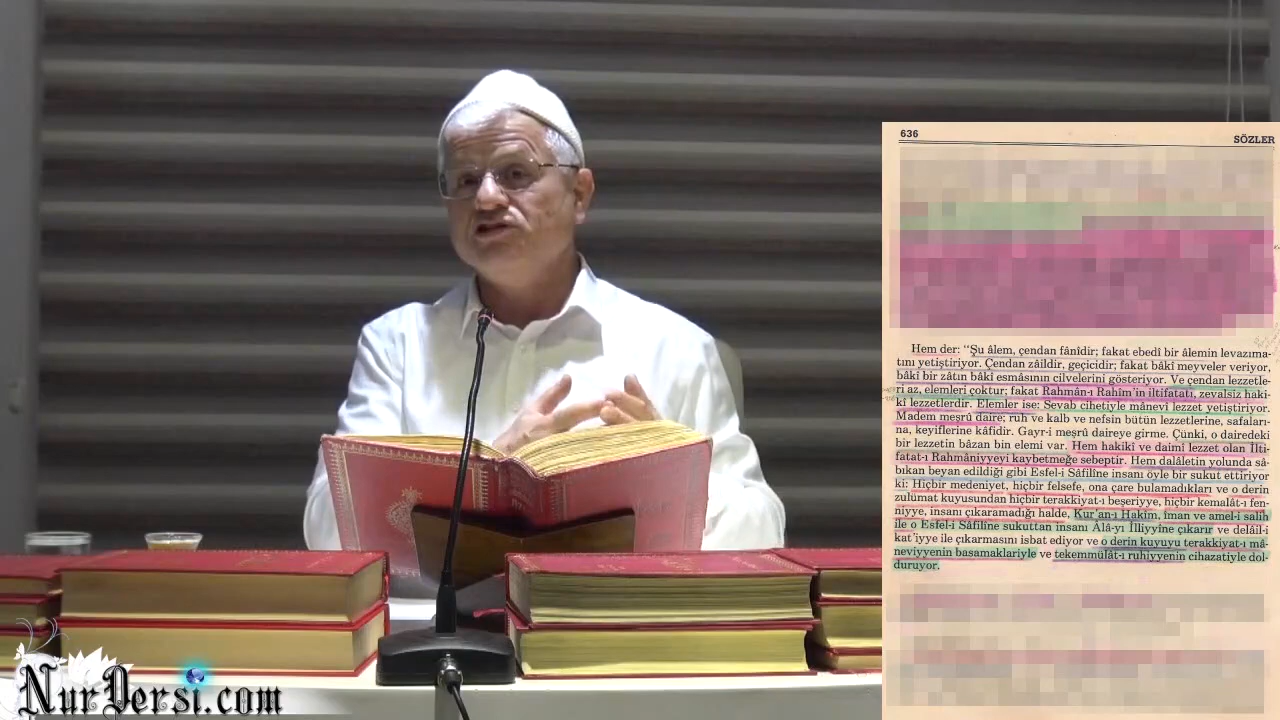 636
SÖZLER
Hem der: "Şu âlem, çendan fânîdir; fakat ebedî bir âlemin levazıma-
tını yetiştiriyor. Çendan zâildir, geçicidir; fakat bâki meyveler veriyor,
bâki bir zâtın bâki esmâsının cilvelerini gösteriyor. Ve çendan lezzetle-
ri az, elemleri çoktur; fakat Rahmân-ı Rahîm'in iltifatatı, zevalsiz haki-
kî lezzetlerdir. Elemler ise; Sevab cihetiyle mânevî lezzet yetiştiriyor.
Madem meşrû daire; ruh ve kalb ve nefsin bütün lezzetlerine, safaları-
na, keyiflerine kâfidir. Gayr-i meşrû daireye girme. Çünki, o dairedeki
bir lezzetin bâzan bin elemi var. Hem hakikî ve daimî lezzet olan İlti-
fatat-ı Rahmâniyyeyi kaybetmeğe sebeptir. Hem dalâletin yolunda sâ-
bıkan beyan edildiği gibi Esfel-i Sâfilîne insanı öyle bir sukut ettiriyor
ki: Hiçbir medeniyet, hiçbir felsefe, ona çare bulamadıkları ve o derin
zulümat kuyusundan hiçbir terakkiyat-ı beşeriyye, hiçbir kemalât-ı fen-
niyye, insanı çıkaramadığı halde, Kur'an-ı Hakîm, iman ve amel-i salih
ile o Esfel-i Sâfilîne sukuttan insanı Âlâ-yı İlliyyîne çıkarır ve delâil-i
kat'iyye ile çıkarmasını isbat ediyor ve o derin kuyuyu terakkiyat-ı mâ-
neviyyenin basamaklariyle ve tekemmülât-ı ruhiyyenin cihazatiyle dol-
duruyor.
NurDersi.com